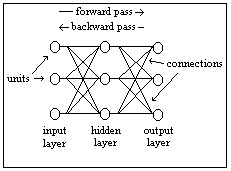 forward pass
backward pass
units
connections
input hidden output
layer layer layer